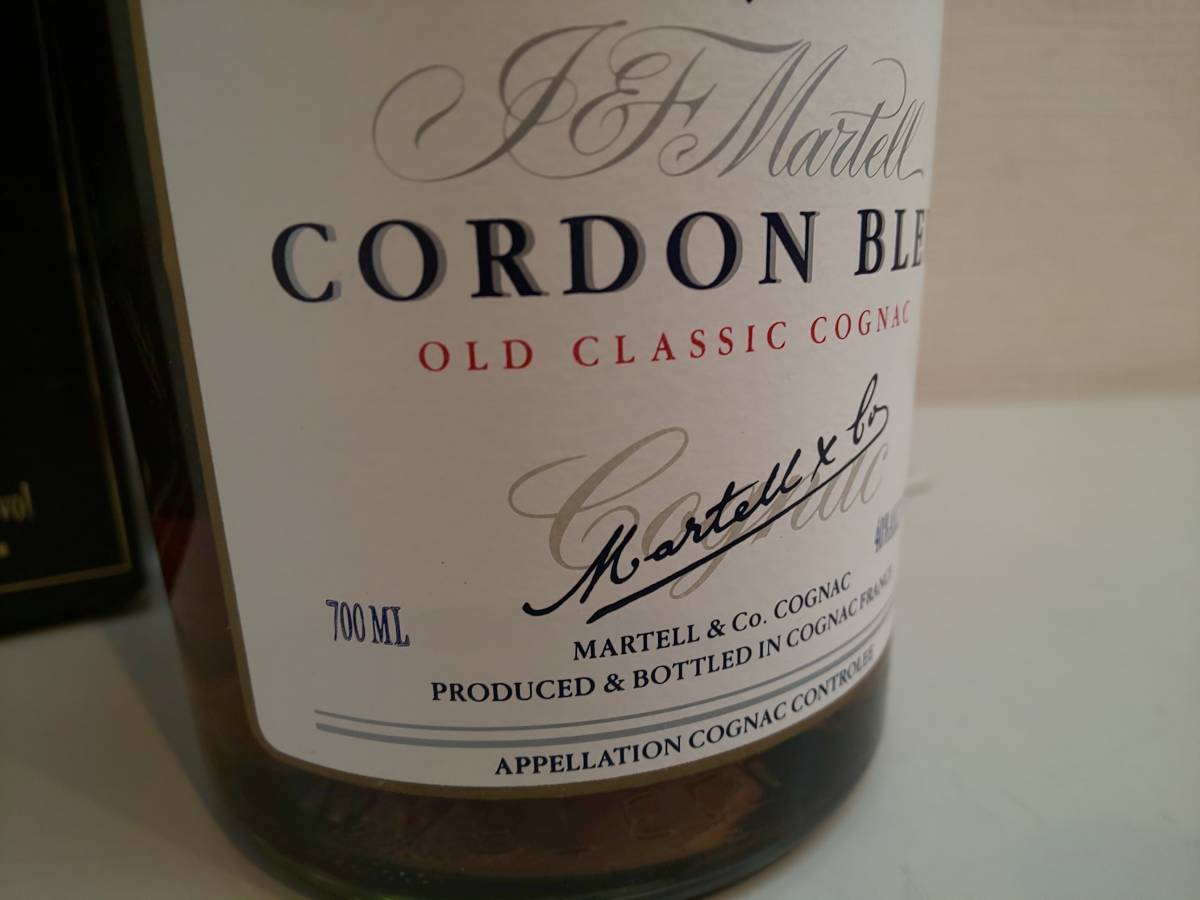 J&F Martell
CORDON BLE
OLD CLASSIC COGNAC
Cognac
Martell & Co
700 ML
MARTELL & Co. COGNAC
PRODUCED & BOTTLED IN COGNAC FRANCE
APPELLATION COGNAC CONTROLEE
vol